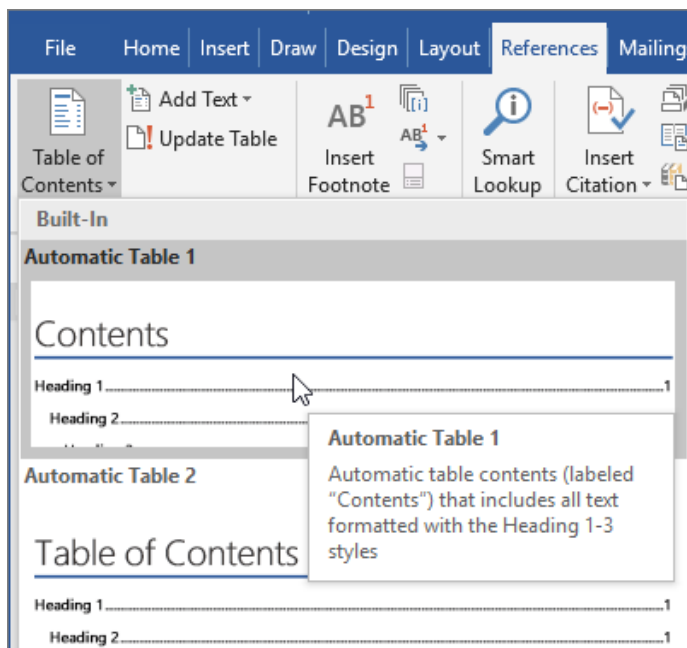 File Home Insert Draw Design Layout References Mailing
Add Text
Update Table
Table of
Contents
AB1
Insert
Footnote
[i]
AB1
Smart
Lookup
(-)
Insert
Citation
Built-In
Automatic Table 1
Contents
Heading 1 1
Heading 2
Automatic Table 1
Automatic table contents (labeled
“Contents”) that includes all text
formatted with the Heading 1-3
styles
Automatic Table 2
Table of Contents
Heading 1 1
Heading 2 1